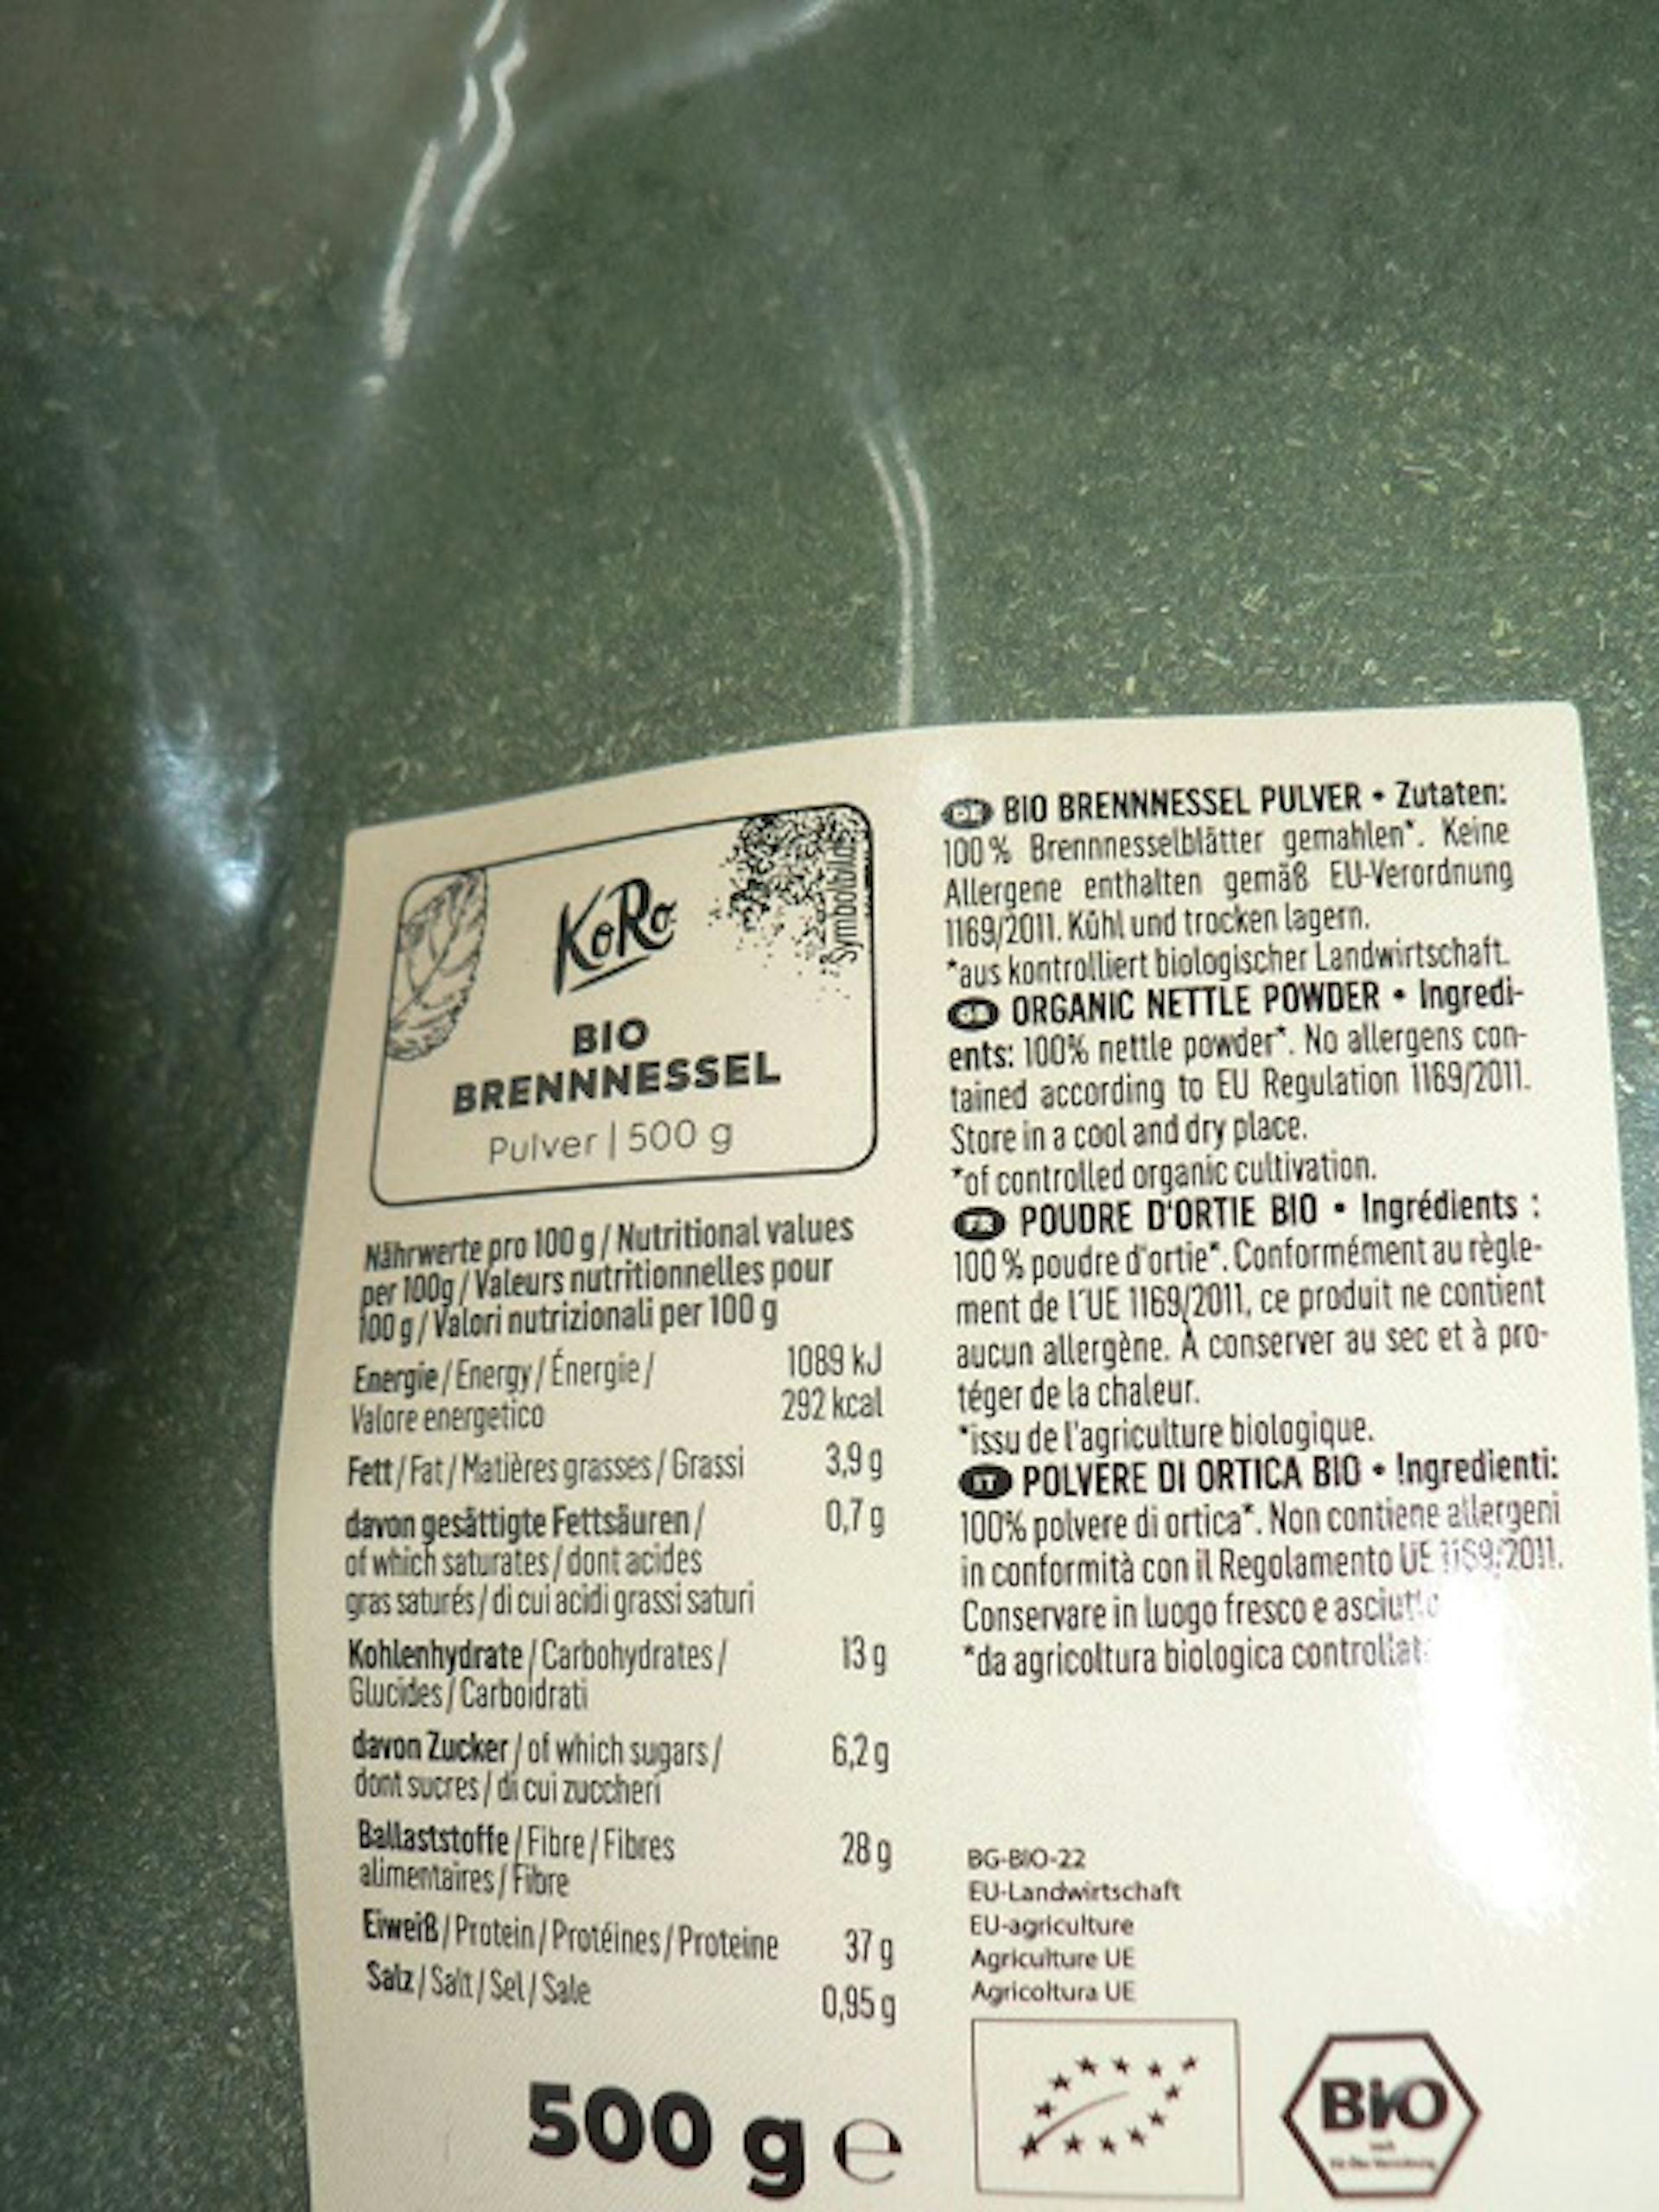 KoRo
Symbolbild
BIO
BRENNNESSEL
Pulver | 500 g
Nährwerte pro 100 g / Nutritional values
per 100g / Valeurs nutritionnelles pour
100 g / Valori nutrizionali per 100 g
Energie / Energy / Énergie / 1089 kJ
Valore energetico 292 kcal
Fett / Fat / Matières grasses / Grassi 3,9 g
davon gesättigte Fettsäuren / 0,7 g
of which saturates / dont acides
gras saturés / di cui acidi grassi saturi
Kohlenhydrate / Carbohydrates / 13 g
Glucides / Carboidrati
davon Zucker / of which sugars / 6,2 g
dont sucres / di cui zuccheri
Ballaststoffe / Fibre / Fibres 28 g
alimentaires / Fibre
Eiweiß / Protein / Protéines / Proteine 37 g
Salz / Salt / Sel / Sale 0,95 g
500 g e
DE BIO BRENNNESSEL PULVER • Zutaten:
100 % Brennnesselblätter gemahlen*. Keine
Allergene enthalten gemäß EU-Verordnung
1169/2011. Kühl und trocken lagern.
*aus kontrolliert biologischer Landwirtschaft.
GB ORGANIC NETTLE POWDER • Ingredi-
ents: 100% nettle powder*. No allergens con-
tained according to EU Regulation 1169/2011.
Store in a cool and dry place.
*of controlled organic cultivation.
FR POUDRE D'ORTIE BIO • Ingrédients :
100 % poudre d'ortie*. Conformément au règle-
ment de l'UE 1169/2011, ce produit ne contient
aucun allergène. À conserver au sec et à pro-
téger de la chaleur.
*issu de l'agriculture biologique.
IT POLVERE DI ORTICA BIO • Ingredienti:
100% polvere di ortica*. Non contiene allergeni
in conformità con il Regolamento UE 1169/2011.
Conservare in luogo fresco e asciutto
*da agricoltura biologica controllata
BG-BIO-22
EU-Landwirtschaft
EU-agriculture
Agriculture UE
Agricoltura UE
BIO